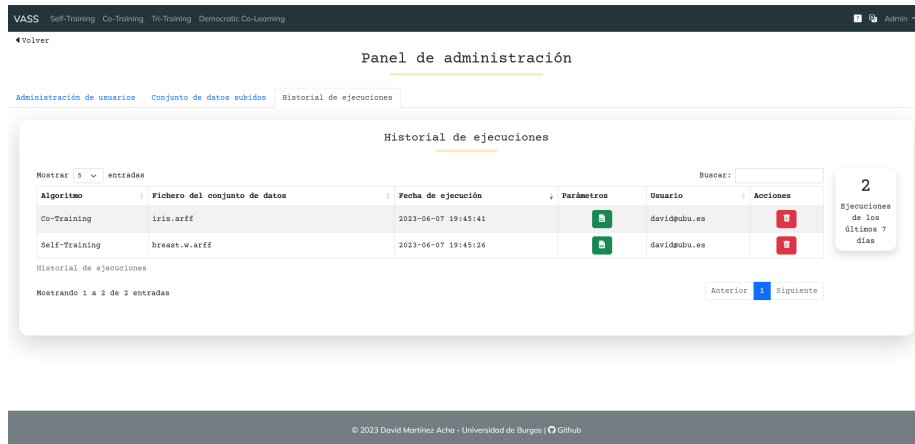 VASS Self-Training Co-Training Tri-Training Democratic Co-Learning Admin
Volver
Panel de administración
Administración de usuarios Conjunto de datos subidos Historial de ejecuciones
Historial de ejecuciones
Mostrar 5 entradas Buscar:
Algoritmo Fichero del conjunto de datos Fecha de ejecución Parámetros Usuario Acciones
Co-Training iris.arff 2023-06-07 19:45:41 david@ubu.es
Self-Training breast.w.arff 2023-06-07 19:45:26 david@ubu.es
Historial de ejecuciones
Mostrando 1 a 2 de 2 entradas
Anterior 1 Siguiente
2
Ejecuciones
de los
últimos 7
días
© 2023 David Martínez Acha - Universidad de Burgos | Github